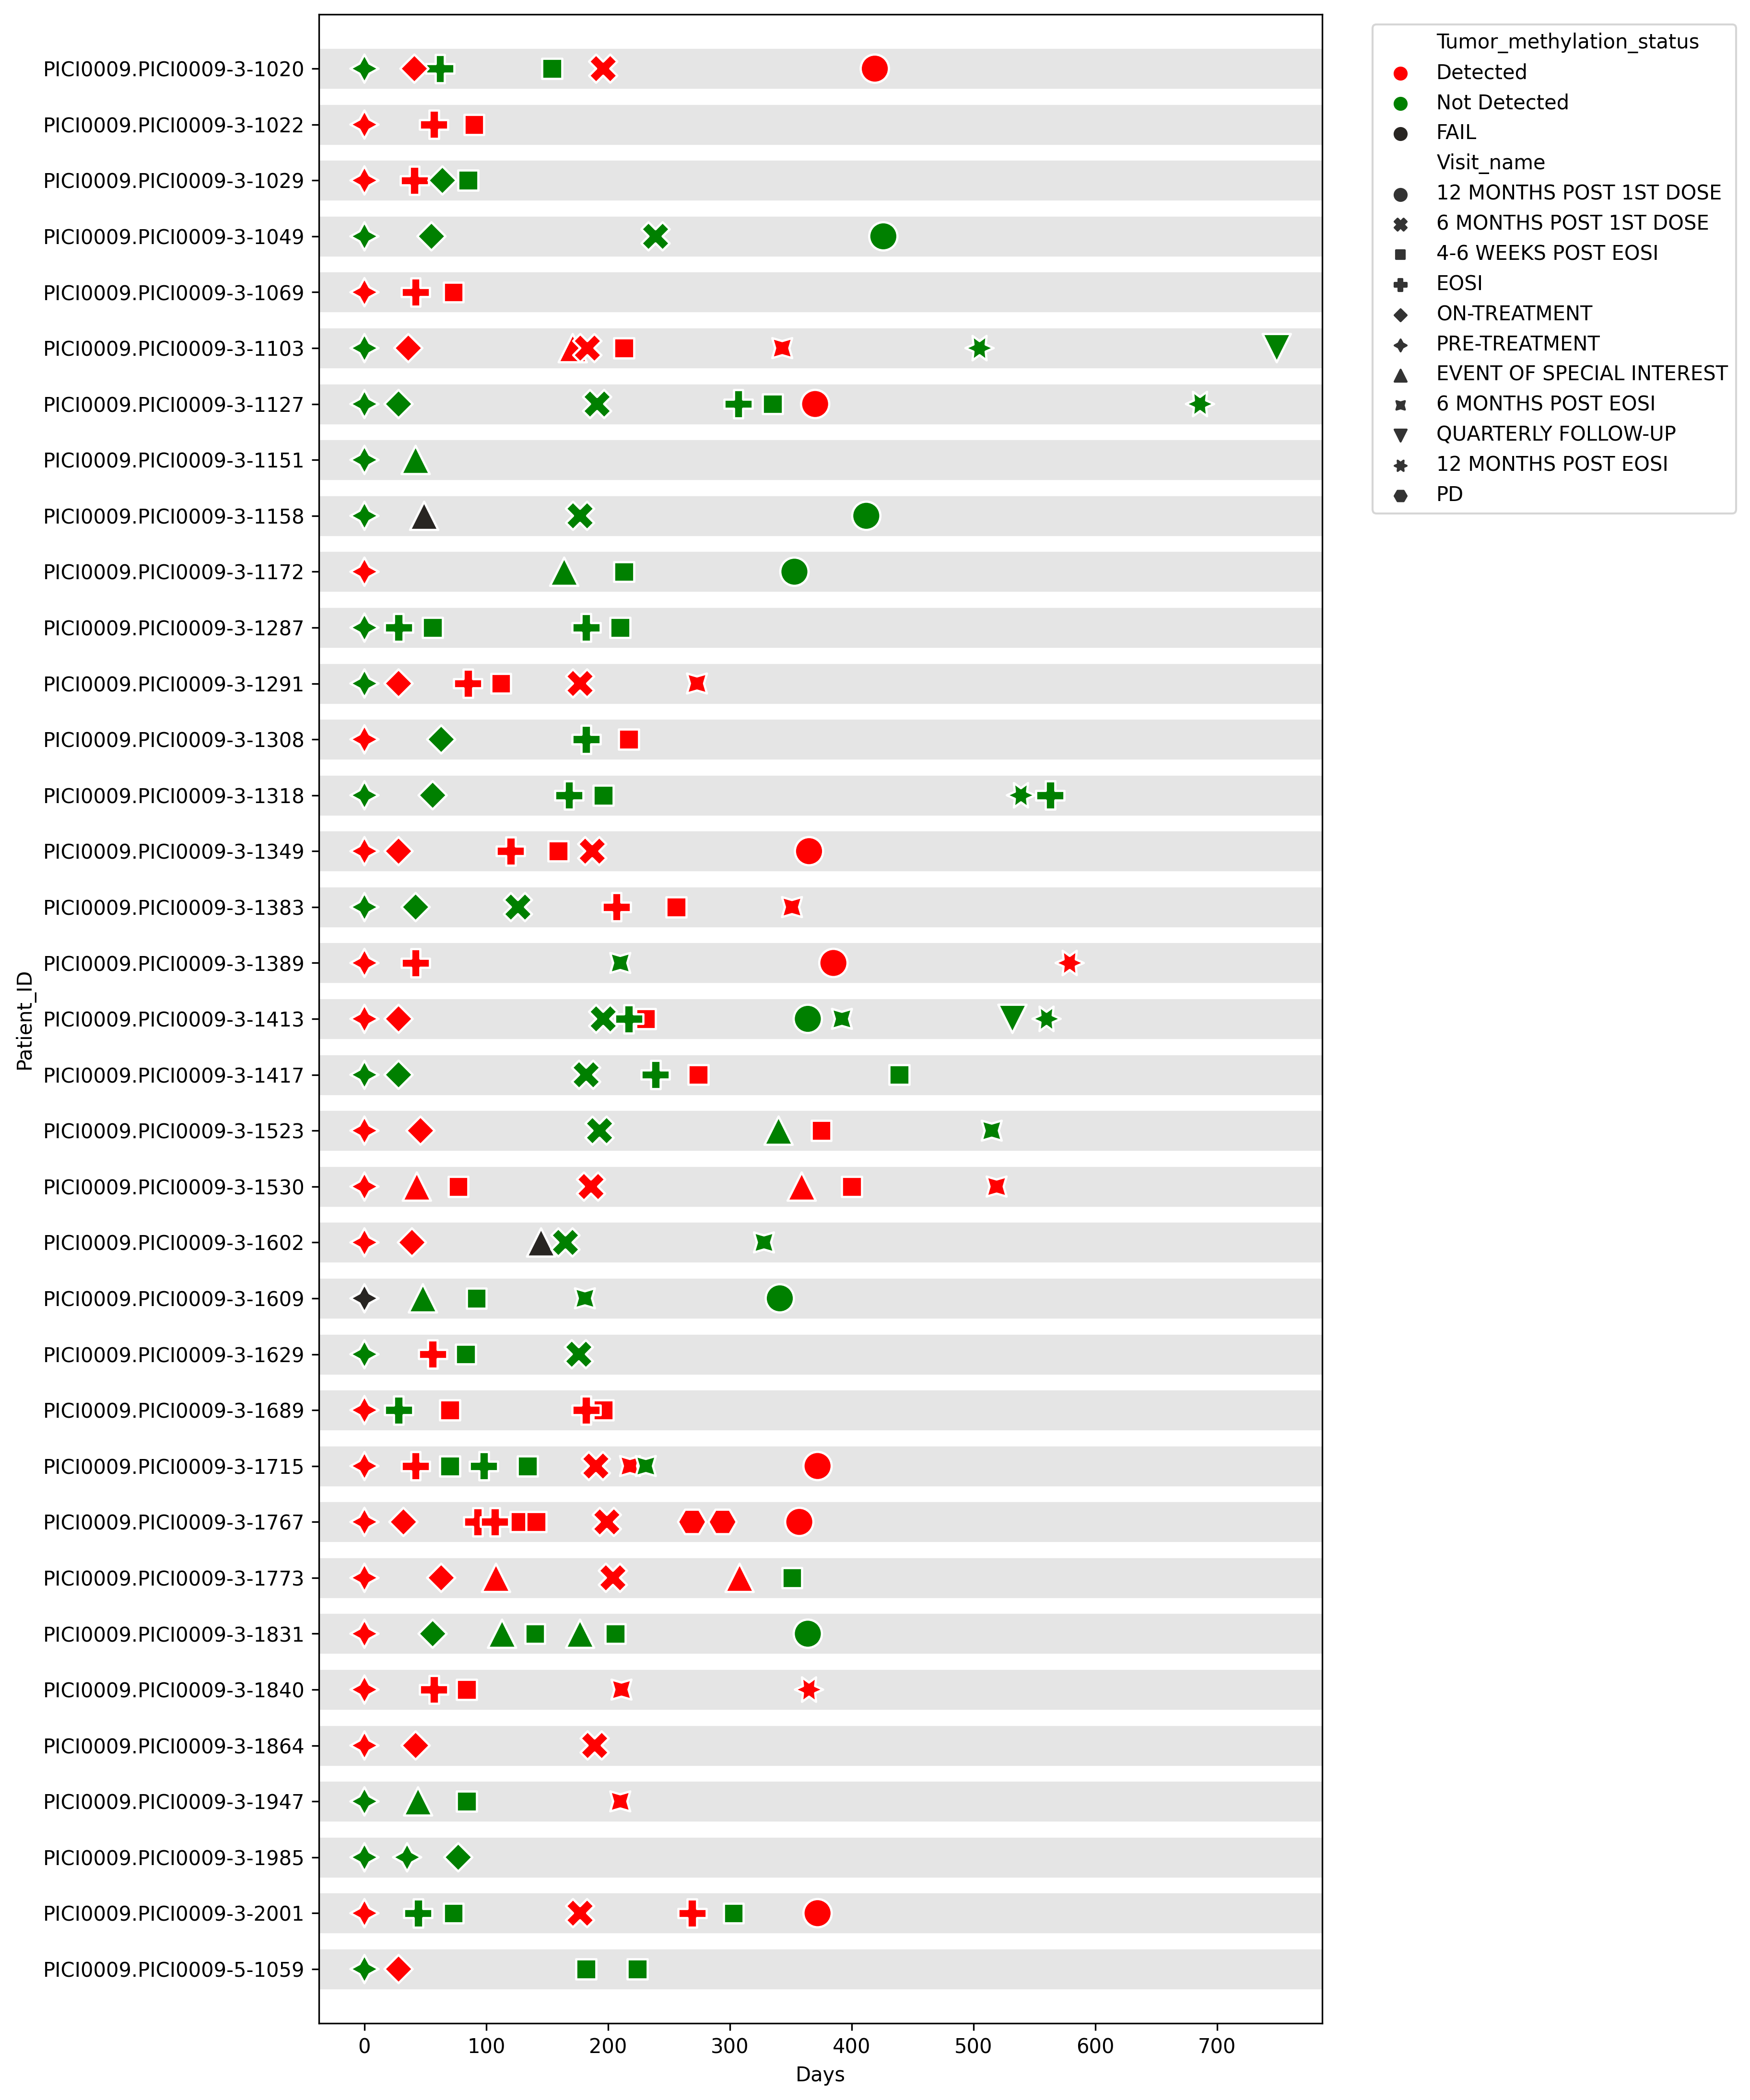 PICI0009.PICI0009-3-1020
PICI0009.PICI0009-3-1022
PICI0009.PICI0009-3-1029
PICI0009.PICI0009-3-1049
PICI0009.PICI0009-3-1069
PICI0009.PICI0009-3-1103
PICI0009.PICI0009-3-1127
PICI0009.PICI0009-3-1151
PICI0009.PICI0009-3-1158
PICI0009.PICI0009-3-1172
PICI0009.PICI0009-3-1287
PICI0009.PICI0009-3-1291
PICI0009.PICI0009-3-1308
PICI0009.PICI0009-3-1318
PICI0009.PICI0009-3-1349
PICI0009.PICI0009-3-1383
PICI0009.PICI0009-3-1389
PICI0009.PICI0009-3-1413
PICI0009.PICI0009-3-1417
PICI0009.PICI0009-3-1523
PICI0009.PICI0009-3-1530
PICI0009.PICI0009-3-1602
PICI0009.PICI0009-3-1609
PICI0009.PICI0009-3-1629
PICI0009.PICI0009-3-1689
PICI0009.PICI0009-3-1715
PICI0009.PICI0009-3-1767
PICI0009.PICI0009-3-1773
PICI0009.PICI0009-3-1831
PICI0009.PICI0009-3-1840
PICI0009.PICI0009-3-1864
PICI0009.PICI0009-3-1947
PICI0009.PICI0009-3-1985
PICI0009.PICI0009-3-2001
PICI0009.PICI0009-5-1059
Patient_ID
0 100 200 300 400 500 600 700
Days
Tumor_methylation_status
Detected
Not Detected
FAIL
Visit_name
12 MONTHS POST 1ST DOSE
6 MONTHS POST 1ST DOSE
4-6 WEEKS POST EOSI
EOSI
ON-TREATMENT
PRE-TREATMENT
EVENT OF SPECIAL INTEREST
6 MONTHS POST EOSI
QUARTERLY FOLLOW-UP
12 MONTHS POST EOSI
PD